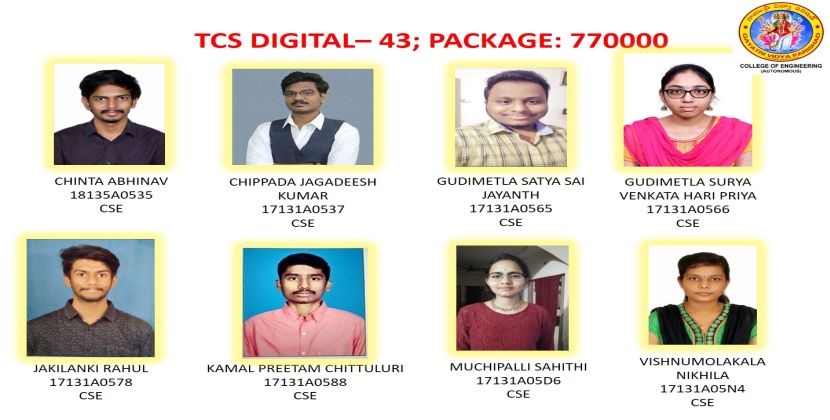 TCS DIGITAL– 43; PACKAGE: 770000
GAYATRI VIDYA PARISHAD
COLLEGE OF ENGINEERING
(AUTONOMOUS)
CHINTA ABHINAV
18135A0535
CSE
CHIPPADA JAGADEESH
KUMAR
17131A0537
CSE
GUDIMETLA SATYA SAI
JAYANTH
17131A0565
CSE
GUDIMETLA SURYA
VENKATA HARI PRIYA
17131A0566
CSE
JAKILANKI RAHUL
17131A0578
CSE
KAMAL PREETAM CHITTULURI
17131A0588
CSE
MUCHIPALLI SAHITHI
17131A05D6
CSE
VISHNUMOLAKALA
NIKHILA
17131A05N4
CSE